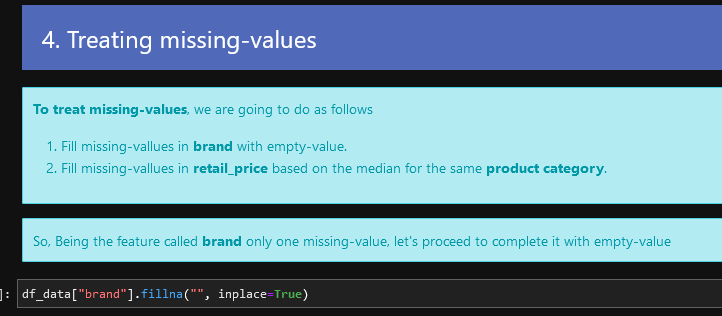 4. Treating missing-values
To treat missing-values, we are going to do as follows
1. Fill missing-vallues in brand with empty-value.
2. Fill missing-vallues in retail_price based on the median for the same product category.
So, Being the feature called brand only one missing-value, let's proceed to complete it with empty-value
]: df_data["brand"].fillna("", inplace=True)